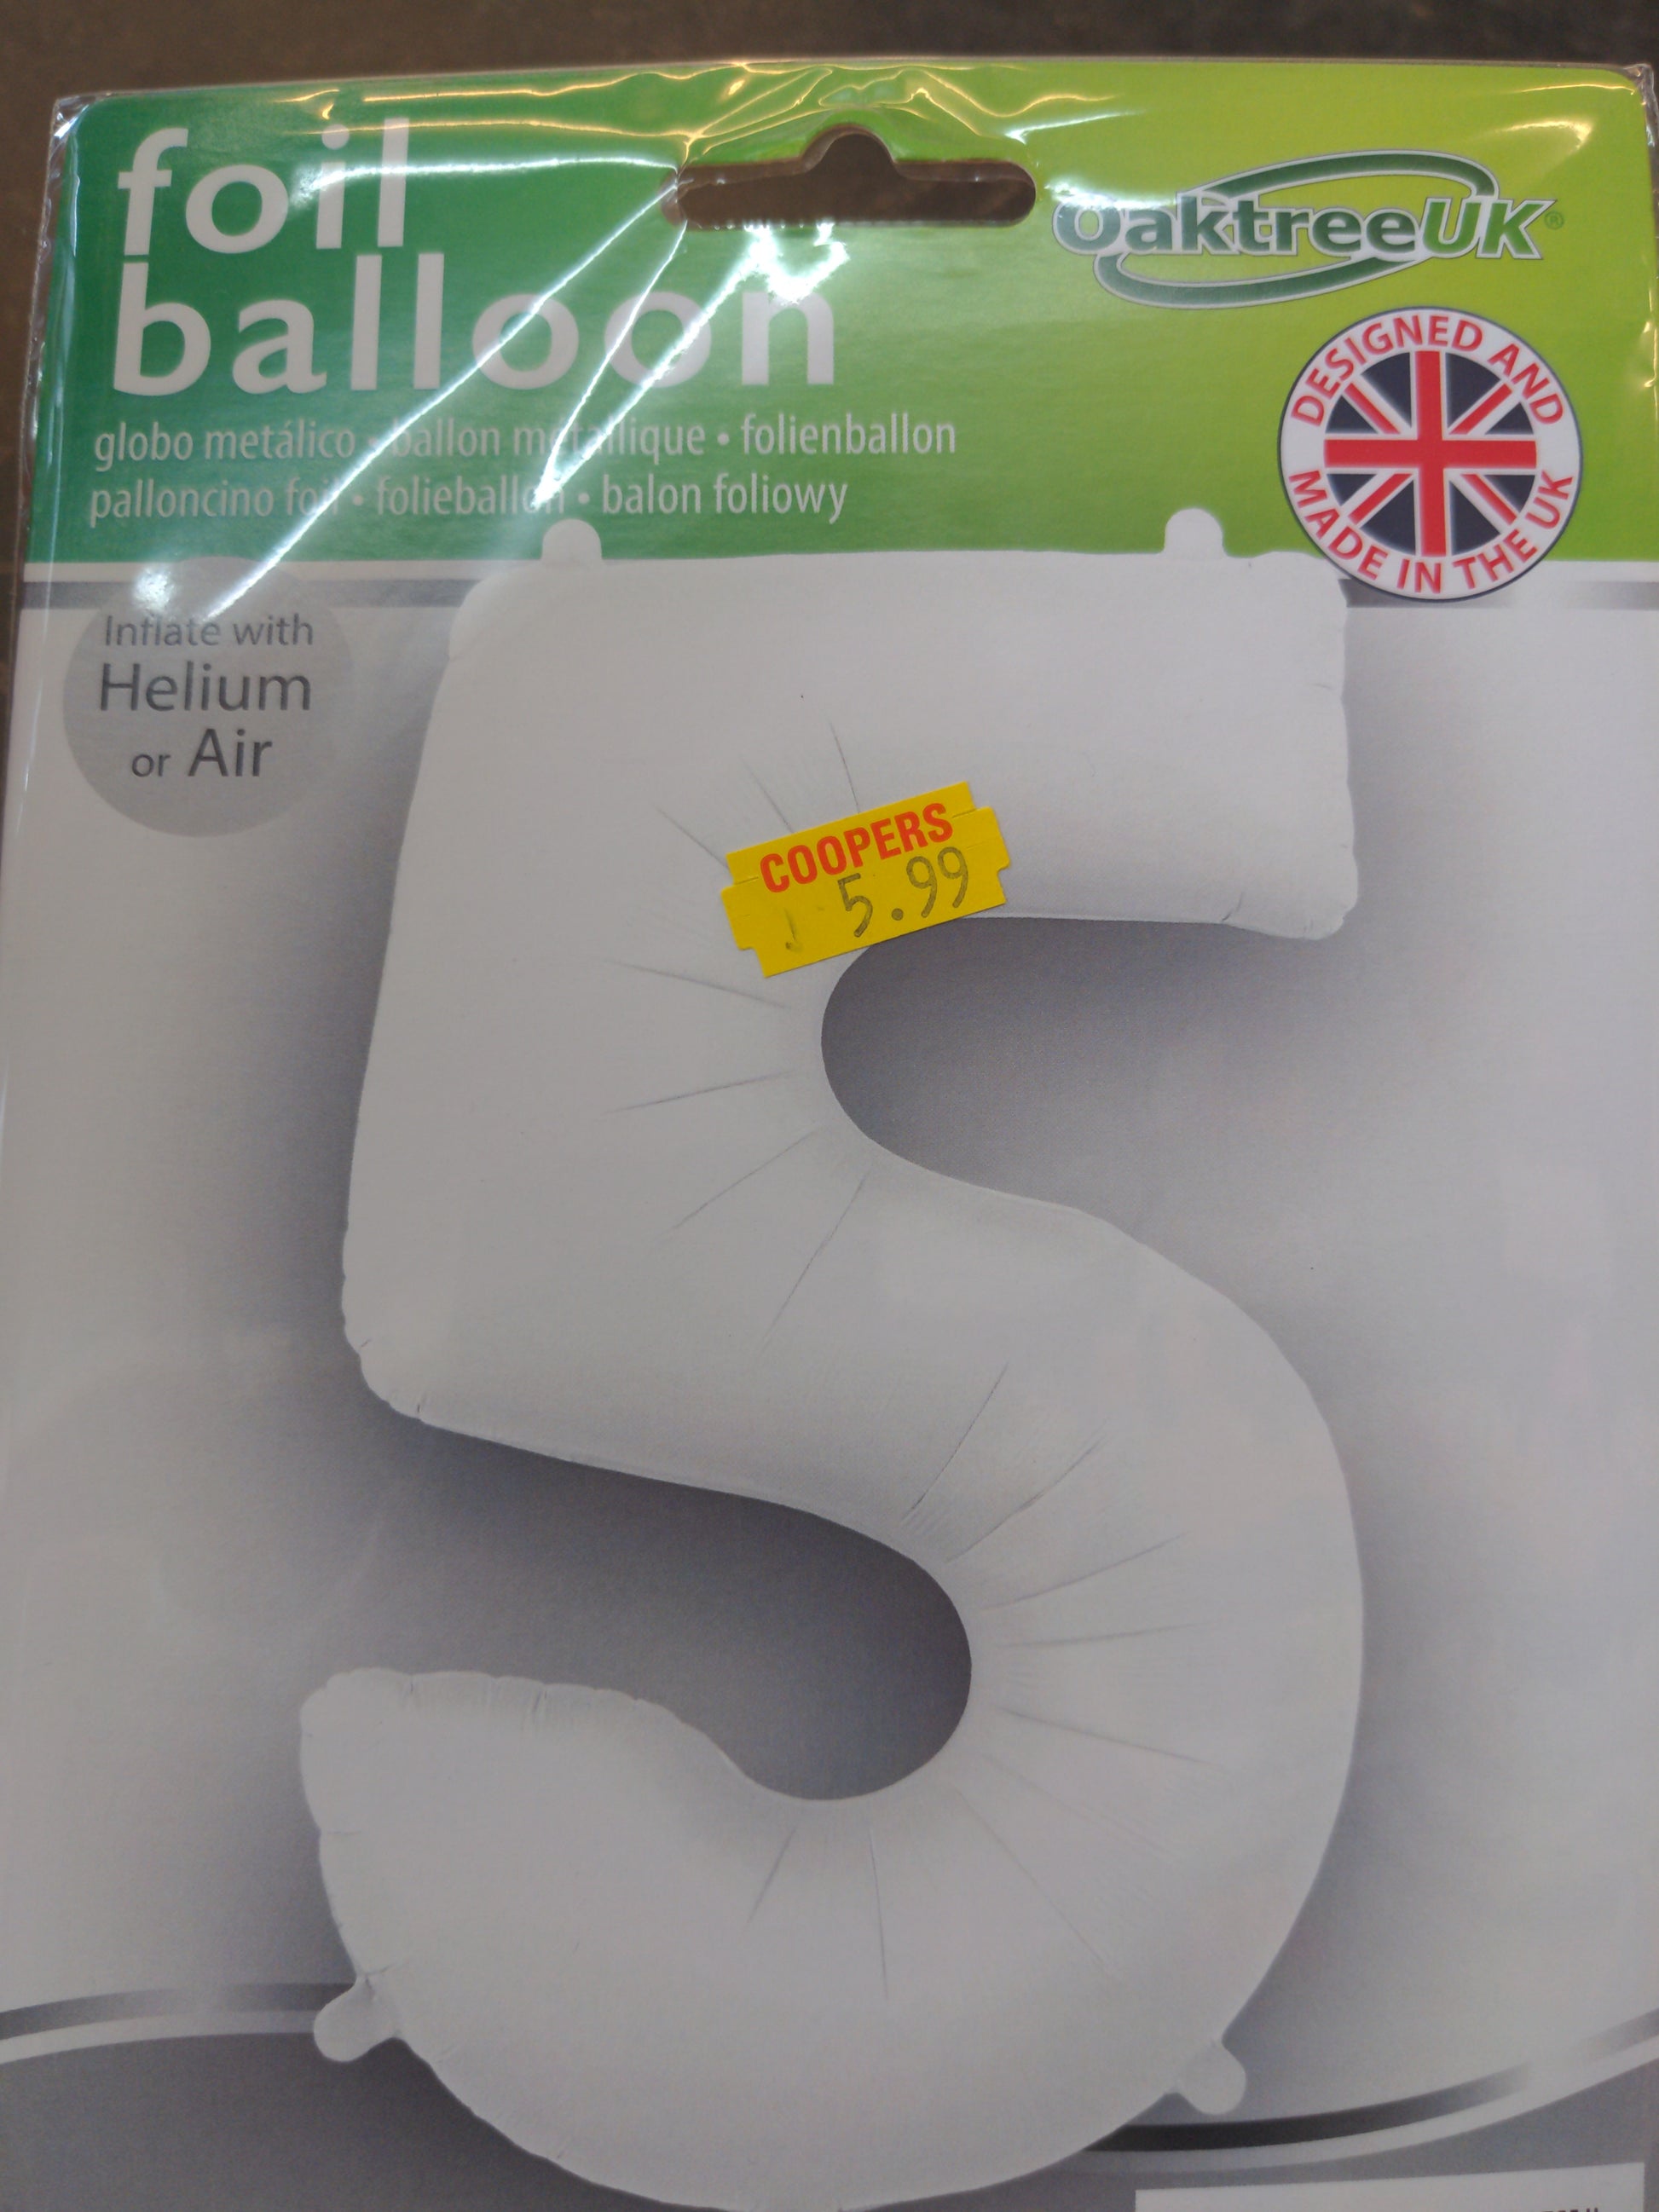 foil
balloon
globo metálico • ballon métallique • folienballon
palloncino foil • folieballon • balon foliowy
OaktreeUK®
DESIGNED AND
MADE IN THE UK
Inflate with
Helium
or Air
COOPERS
5.99
5